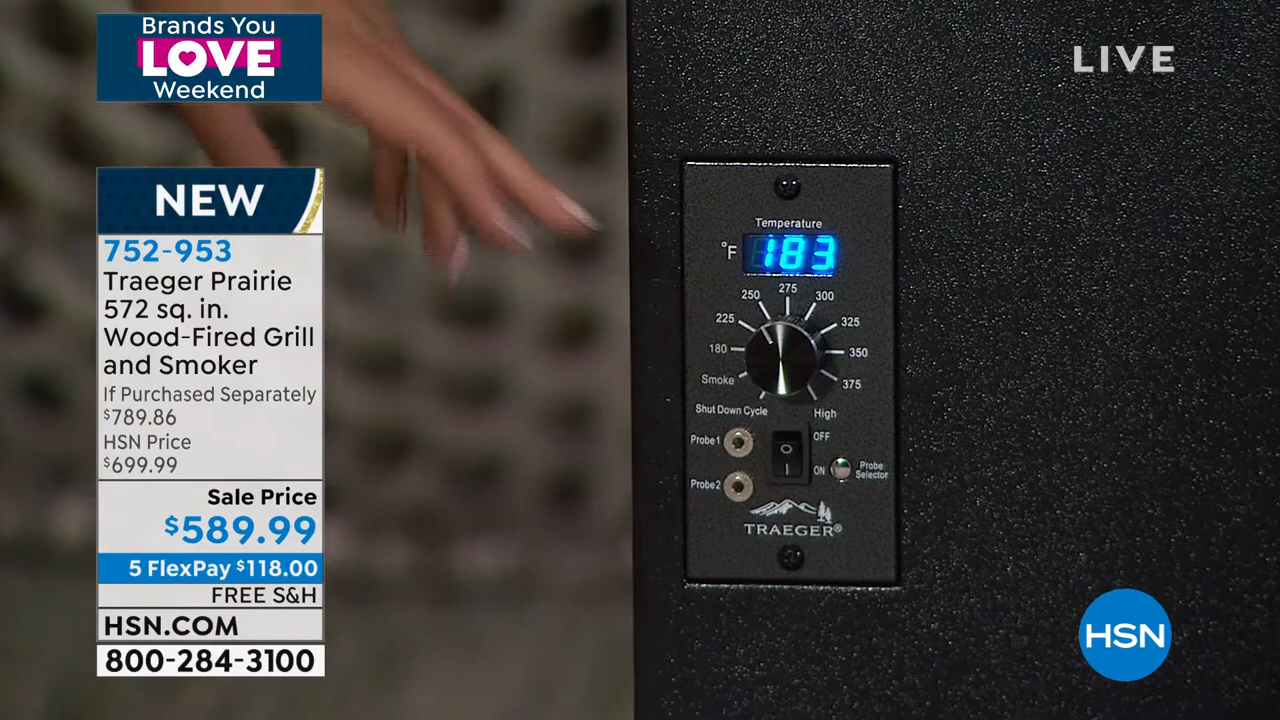 Brands You
LOVE
Weekend
LIVE
NEW
752-953
Traeger Prairie
572 sq. in.
Wood-Fired Grill
and Smoker
If Purchased Separately
$789.86
HSN Price
$699.99
Sale Price
$589.99
5 FlexPay $118.00
FREE S&H
HSN.COM
800-284-3100
Temperature
°F 183
275
250 300
225 325
180 350
Smoke 375
Shut Down Cycle High
Probe1 OFF
ON Probe Selector
Probe2
TRAEGER®
HSN